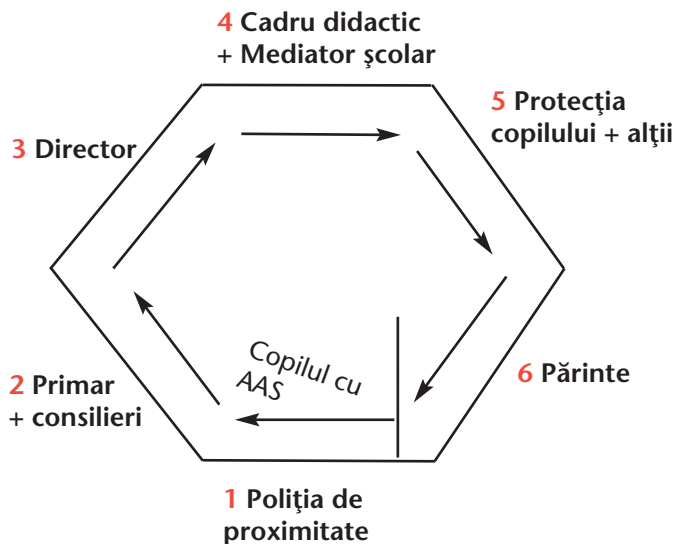 4 Cadru didactic
+ Mediator şcolar
5 Protecţia
copilului + alţii
3 Director
6 Părinte
Copilul cu
AAS
2 Primar
+ consilieri
1 Poliţia de
proximitate